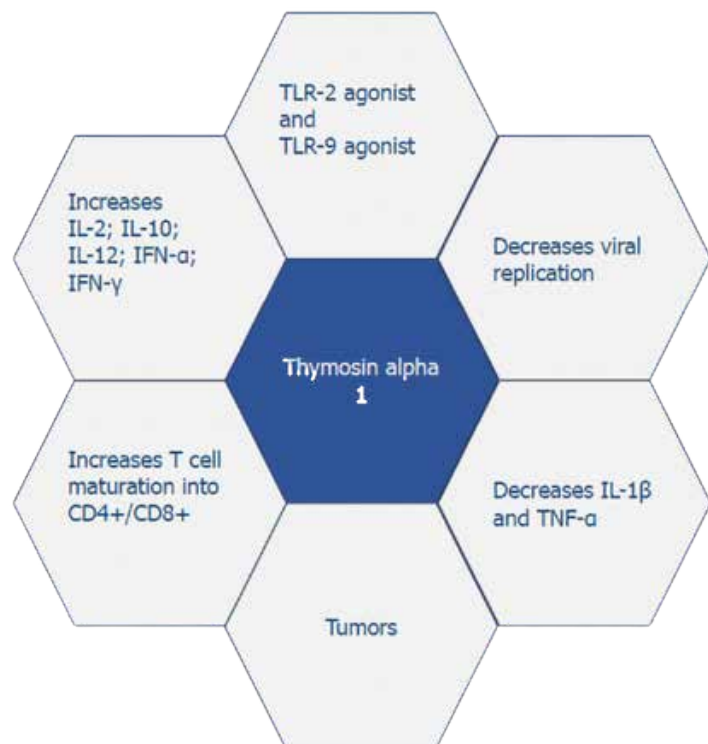 TLR-2 agonist
and
TLR-9 agonist
Increases
IL-2; IL-10;
IL-12; IFN-α;
IFN-γ
Decreases viral
replication
Thymosin alpha
1
Increases T cell
maturation into
CD4+/CD8+
Decreases IL-1β
and TNF-α
Tumors